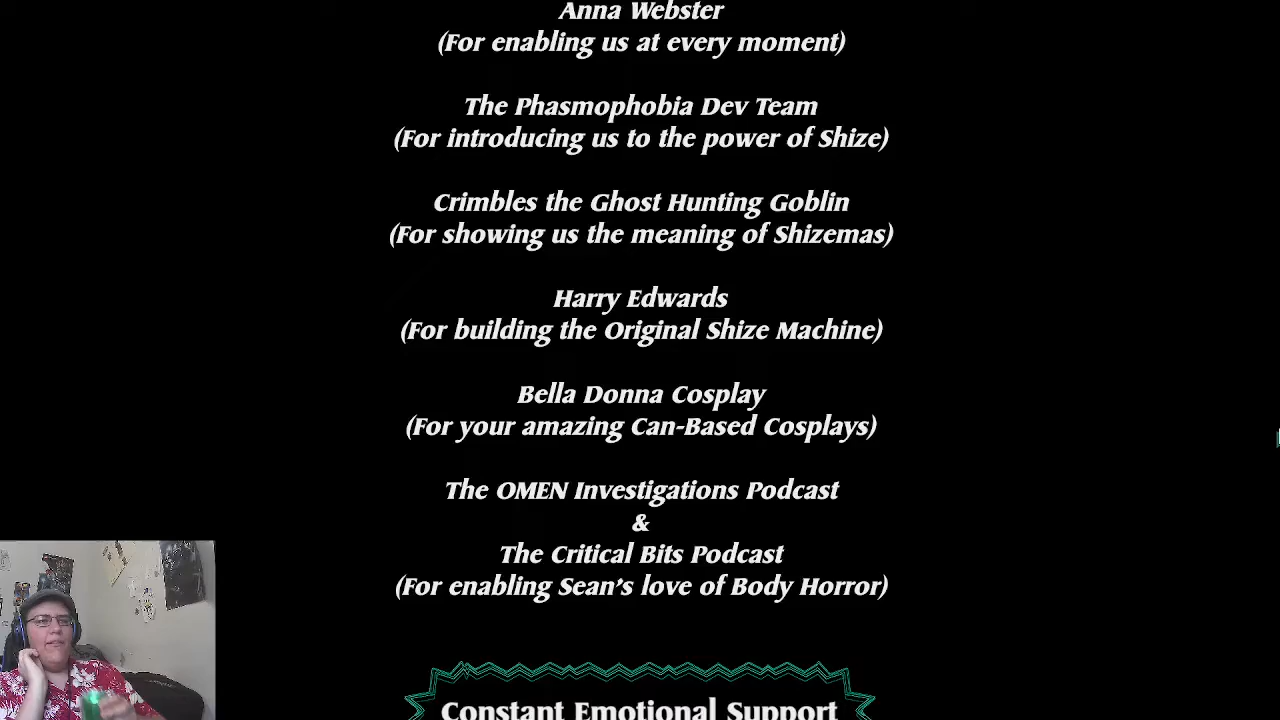 Anna Webster
(For enabling us at every moment)
The Phasmophobia Dev Team
(For introducing us to the power of Shize)
Crimbles the Ghost Hunting Goblin
(For showing us the meaning of Shizemas)
Harry Edwards
(For building the Original Shize Machine)
Bella Donna Cosplay
(For your amazing Can-Based Cosplays)
The OMEN Investigations Podcast
&
The Critical Bits Podcast
(For enabling Sean's love of Body Horror)
Constant Emotional Support